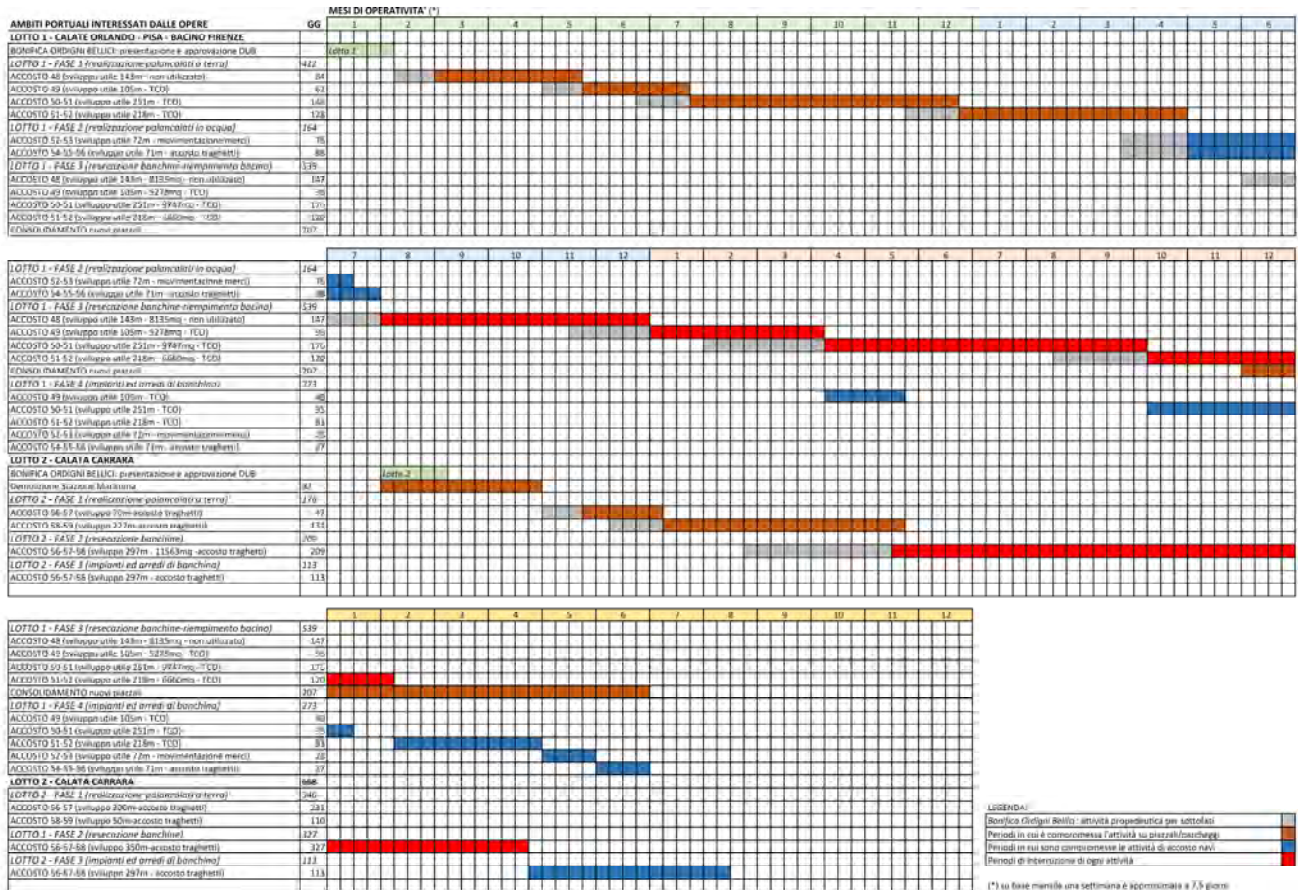 MESI DI OPERATIVITA' (*)
AMBITI PORTUALI INTERESSATI DALLE OPERE GG 1 2 3 4 5 6 7 8 9 10 11 12 1 2 3 4 5 6
LOTTO 1 - CALATE ORLANDO - PISA - BACINO FIRENZE
BONIFICA ORDIGNI BELLICI: presentazione e approvazione DUB Lotto 1
LOTTO 1 - FASE 1 (realizzazione palancolati a terra) 422
ACCOSTO 48 (sviluppo utile 143m - non utilizzato) 84
ACCOSTO 49 (sviluppo utile 105m - TCO) 62
ACCOSTO 50-51 (sviluppo utile 251m - TCO) 148
ACCOSTO 51-52 (sviluppo utile 218m - TCO) 128
LOTTO 1 - FASE 2 (realizzazione palancolati in acqua) 164
ACCOSTO 52-53 (sviluppo utile 72m - movimentazione merci) 76
ACCOSTO 54-55-56 (sviluppo utile 71m - accosto traghetti) 88
LOTTO 1 - FASE 3 (resecazione banchine-riempimento bacino) 539
ACCOSTO 48 (sviluppo utile 143m - 8135mq - non utilizzato) 147
ACCOSTO 49 (sviluppo utile 105m - 5278mq - TCO)
ACCOSTO 50-51 (sviluppo utile 251m - 9747mq - TCO) 176
ACCOSTO 51-52 (sviluppo utile 218m - 6660mq - TCO) 120
CONSOLIDAMENTO nuovi piazzali 207
7 8 9 10 11 12 1 2 3 4 5 6 7 8 9 10 11 12
LOTTO 1 - FASE 2 (realizzazione palancolati in acqua) 164
ACCOSTO 52-53 (sviluppo utile 72m - movimentazione merci) 76
ACCOSTO 54-55-56 (sviluppo utile 71m - accosto traghetti) 88
LOTTO 1 - FASE 3 (resecazione banchine-riempimento bacino) 539
ACCOSTO 48 (sviluppo utile 143m - 8135mq - non utilizzato) 147
ACCOSTO 49 (sviluppo utile 105m - 5278mq - TCO)
ACCOSTO 50-51 (sviluppo utile 251m - 9747mq - TCO) 176
ACCOSTO 51-52 (sviluppo utile 218m - 6660mq - TCO) 120
CONSOLIDAMENTO nuovi piazzali 207
LOTTO 1 - FASE 4 (impianti ed arredi di banchina) 273
ACCOSTO 49 (sviluppo utile 105m - TCO)
ACCOSTO 50-51 (sviluppo utile 251m - TCO) 95
ACCOSTO 51-52 (sviluppo utile 218m - TCO) 83
ACCOSTO 52-53 (sviluppo utile 72m - movimentazione merci)
ACCOSTO 54-55-56 (sviluppo utile 71m - accosto traghetti) 27
LOTTO 2 - CALATA CARRARA
BONIFICA ORDIGNI BELLICI: presentazione e approvazione DUB Lotto 2
Demolizione Stazione Marittima
LOTTO 2 - FASE 1 (realizzazione palancolati a terra) 178
ACCOSTO 56-57 (sviluppo 70m-accosto traghetti) 47
ACCOSTO 58-59 (sviluppo 227m-accosto traghetti) 131
LOTTO 2 - FASE 2 (resecazione banchine) 209
ACCOSTO 56-57-58 (sviluppo 297m - 11563mq -accosto traghetti) 209
LOTTO 2 - FASE 3 (impianti ed arredi di banchina) 113
ACCOSTO 56-57-58 (sviluppo 297m - accosto traghetti) 113
1 2 3 4 5 6 7 8 9 10 11 12
LOTTO 1 - FASE 3 (resecazione banchine-riempimento bacino) 539
ACCOSTO 48 (sviluppo utile 143m - 8135mq - non utilizzato) 147
ACCOSTO 49 (sviluppo utile 105m - 5278mq - TCO)
ACCOSTO 50-51 (sviluppo utile 251m - 9747mq - TCO) 176
ACCOSTO 51-52 (sviluppo utile 218m - 6660mq - TCO) 120
CONSOLIDAMENTO nuovi piazzali 207
LOTTO 1 - FASE 4 (impianti ed arredi di banchina) 273
ACCOSTO 49 (sviluppo utile 105m - TCO)
ACCOSTO 50-51 (sviluppo utile 251m - TCO)
ACCOSTO 51-52 (sviluppo utile 218m - TCO) 83
ACCOSTO 52-53 (sviluppo utile 72m - movimentazione merci)
ACCOSTO 54-55-56 (sviluppo utile 71m - accosto traghetti)
LOTTO 2 - CALATA CARRARA 668
LOTTO 2 - FASE 1 (realizzazione palancolati a terra)
ACCOSTO 56-57 (sviluppo 300m-accosto traghetti) 231
ACCOSTO 58-59 (sviluppo 50m-accosto traghetti) 110
LOTTO 1 - FASE 2 (resecazione banchine) 327
ACCOSTO 56-57-58 (sviluppo 350m-accosto traghetti) 327
LOTTO 2 - FASE 3 (impianti ed arredi di banchina) 113
ACCOSTO 56-57-58 (sviluppo 297m - accosto traghetti) 113
LEGENDA:
Bonifica Ordigni Bellici: attività propedeutica per sottofasi
Periodi in cui è compromessa l'attività su piazzali/parcheggi
Periodi in cui sono compromesse le attività di accosto navi
Periodi di interruzione di ogni attività
(*) su base mensile una settimana è approssimata a 7,5 giorni